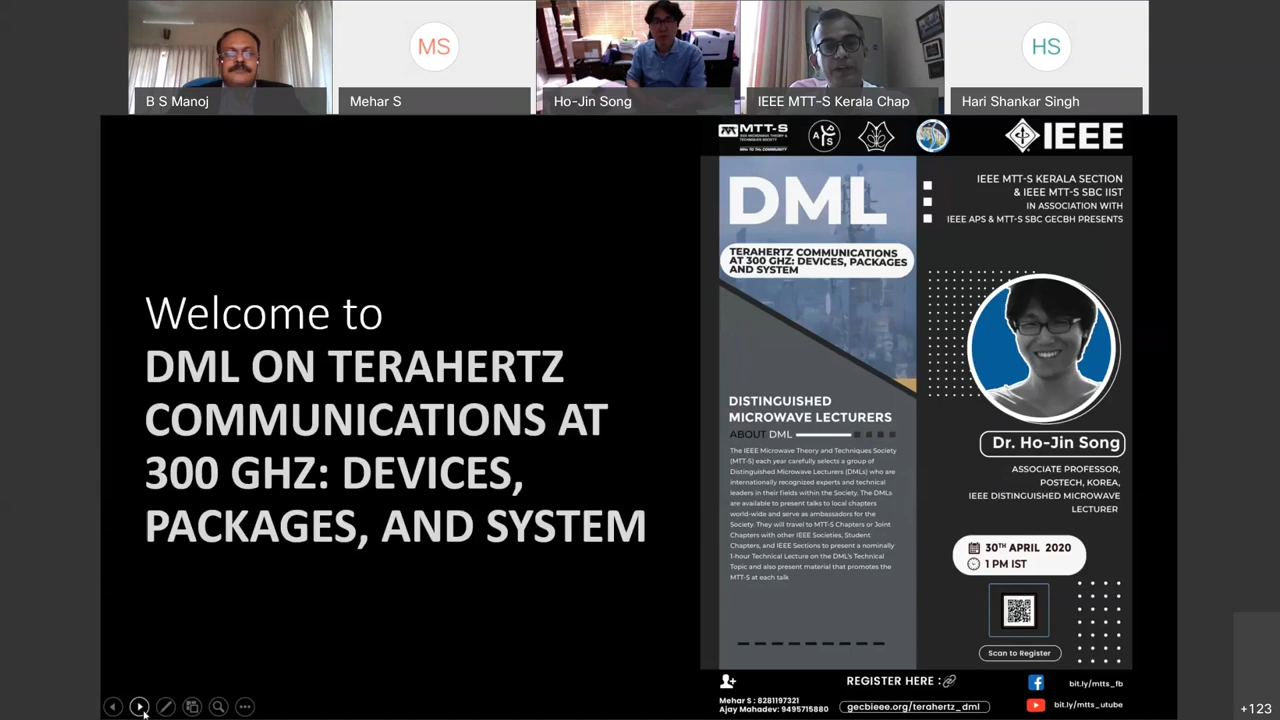 MS
HS
B S Manoj
Mehar S
Ho-Jin Song
IEEE MTT-S Kerala Chap
Hari Shankar Singh
Welcome to
DML ON TERAHERTZ
COMMUNICATIONS AT
300 GHZ: DEVICES,
PACKAGES, AND SYSTEM
MTT-S
IEEE
DML
TERAHERTZ COMMUNICATIONS
AT 300 GHZ: DEVICES, PACKAGES
AND SYSTEM
IEEE MTT-S KERALA SECTION
& IEEE MTT-S SBC IIST
IN ASSOCIATION WITH
IEEE APS & MTT-S SBC GECBH PRESENTS
DISTINGUISHED
MICROWAVE LECTURERS
ABOUT DML
The IEEE Microwave Theory and Techniques Society
(MTT-S) each year carefully selects a group of
Distinguished Microwave Lecturers (DMLs) who are
internationally recognized experts and technical
leaders in their fields within the Society. The DMLs
are available to present talks to local chapters
world-wide and serve as ambassadors for the
Society. They will travel to MTT-S Chapters or Joint
Chapters with other IEEE Societies, Student
Chapters, and IEEE Sections to present a nominally
1-hour Technical Lecture on the DML's Technical
Topic and also present material that promotes the
MTT-S at each talk
Dr. Ho-Jin Song
ASSOCIATE PROFESSOR,
POSTECH, KOREA,
IEEE DISTINGUISHED MICROWAVE
LECTURER
30TH APRIL 2020
1 PM IST
Scan to Register
REGISTER HERE :
Mehar S : 8281197321
Ajay Mahadev: 9495715880
gecbieee.org/terahertz_dml
bit.ly/mtts_fb
bit.ly/mtts_utube
+123